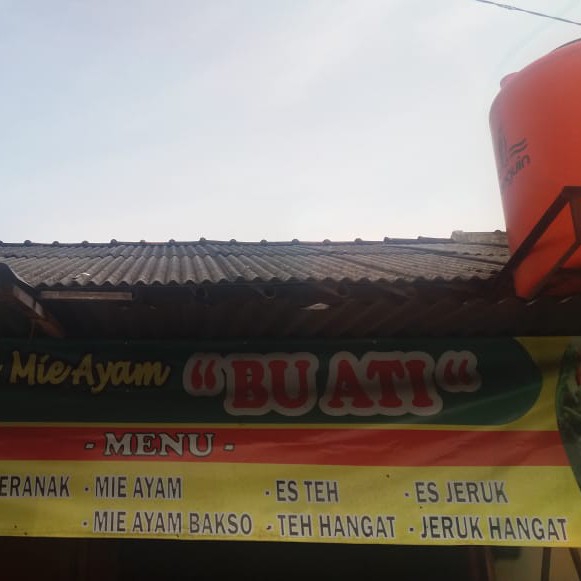 Mie Ayam "BU ATI"
- MENU -
ERANAK - MIE AYAM - ES TEH - ES JERUK
- MIE AYAM BAKSO - TEH HANGAT - JERUK HANGAT
guin